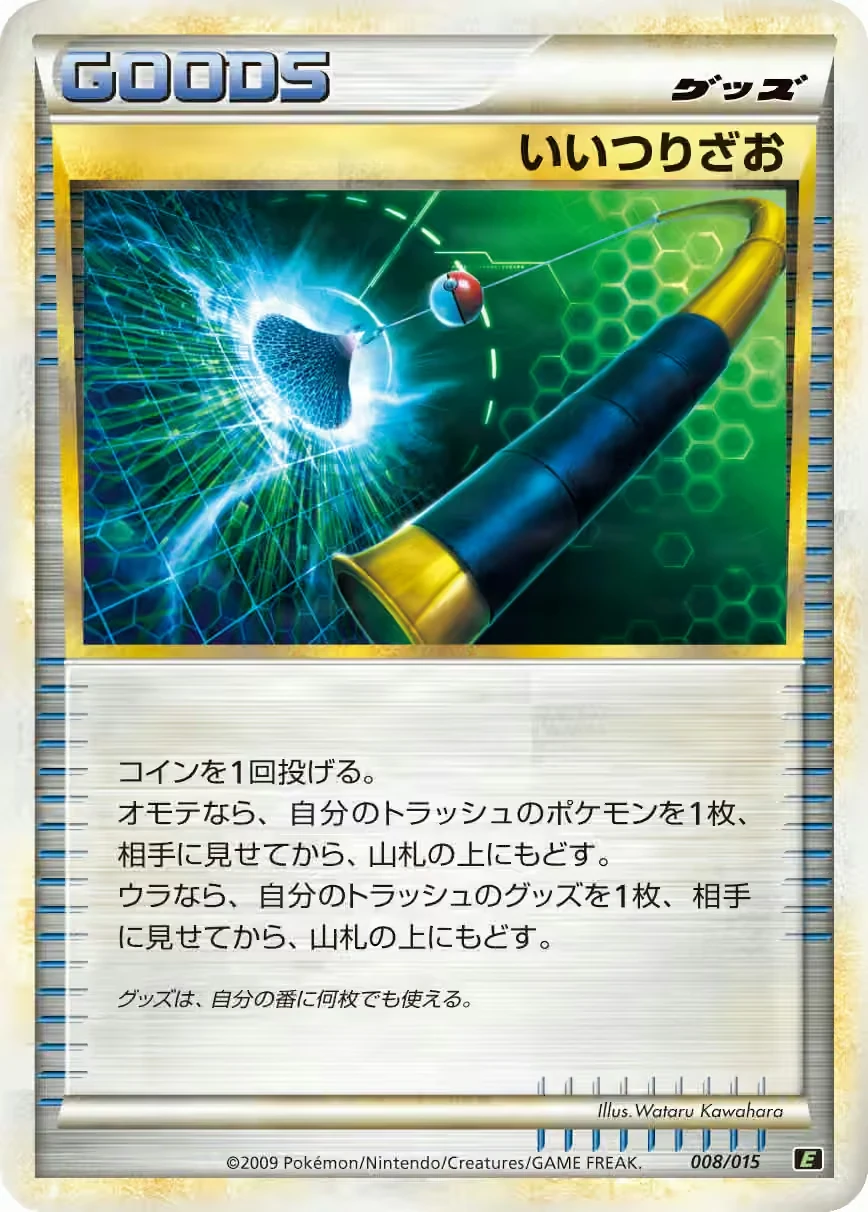 GOODS
グッズ
いいつりざお
コインを1回投げる。
オモテなら、自分のトラッシュのポケモンを1枚、
相手に見せてから、山札の上にもどす。
ウラなら、自分のトラッシュのグッズを1枚、相手
に見せてから、山札の上にもどす。
グッズは、自分の番に何枚でも使える。
Illus. Wataru Kawahara
©2009 Pokémon/Nintendo/Creatures/GAME FREAK.
008/015
E